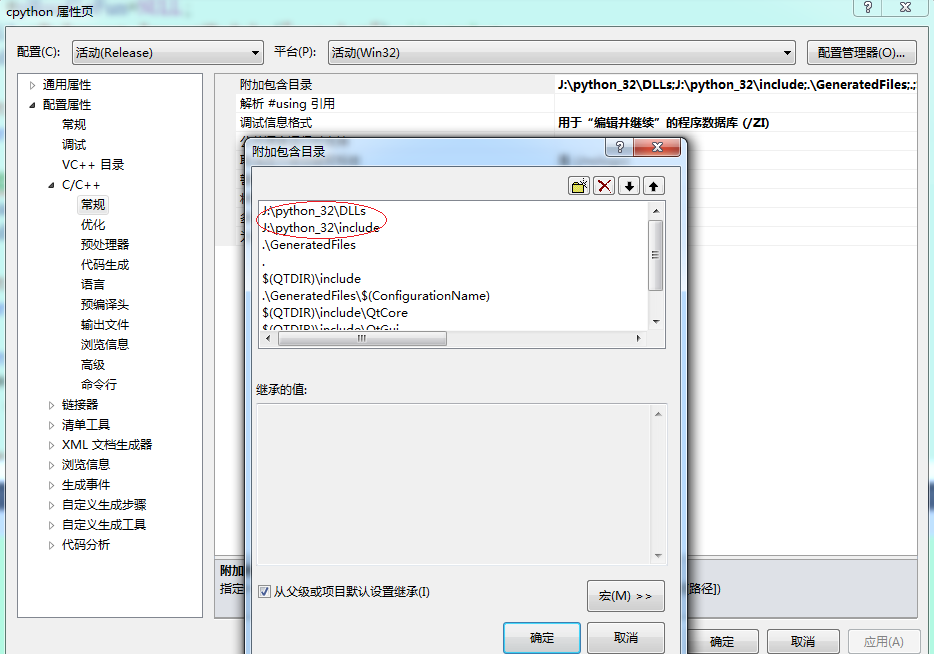 cpython 属性页
配置(C): 活动(Release) 平台(P): 活动(Win32) 配置管理器(O)...
通用属性
配置属性
常规
调试
VC++ 目录
C/C++
常规
优化
预处理器
代码生成
语言
预编译头
输出文件
浏览信息
高级
命令行
链接器
清单工具
XML 文档生成器
浏览信息
生成事件
自定义生成步骤
自定义生成工具
代码分析
附加包含目录 J:\python_32\DLLs;J:\python_32\include;.\GeneratedFiles;.;
解析 #using 引用
调试信息格式 用于“编辑并继续”的程序数据库 (/ZI)
附加包含目录
J:\python_32\DLLs
J:\python_32\include
.\GeneratedFiles
.
$(QTDIR)\include
.\GeneratedFiles\$(ConfigurationName)
$(QTDIR)\include\QtCore
$(QTDIR)\include\QtGui
继承的值:
从父级或项目默认设置继承(I)
宏(M) >>
确定 取消
附加
指定 路径])
确定 取消 应用(A)